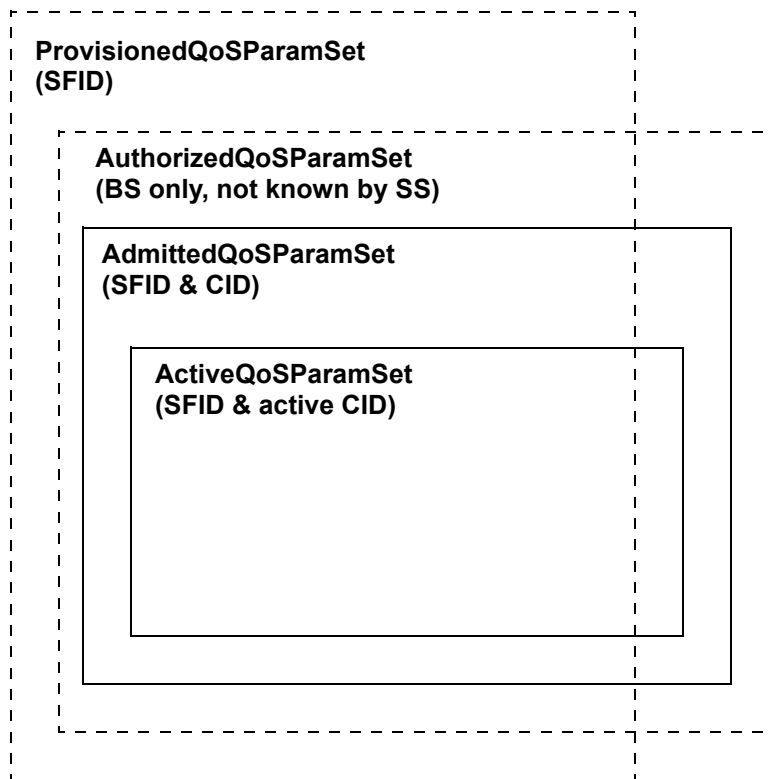 ProvisionedQoSParamSet
(SFID)
AuthorizedQoSParamSet
(BS only, not known by SS)
AdmittedQoSParamSet
(SFID & CID)
ActiveQoSParamSet
(SFID & active CID)